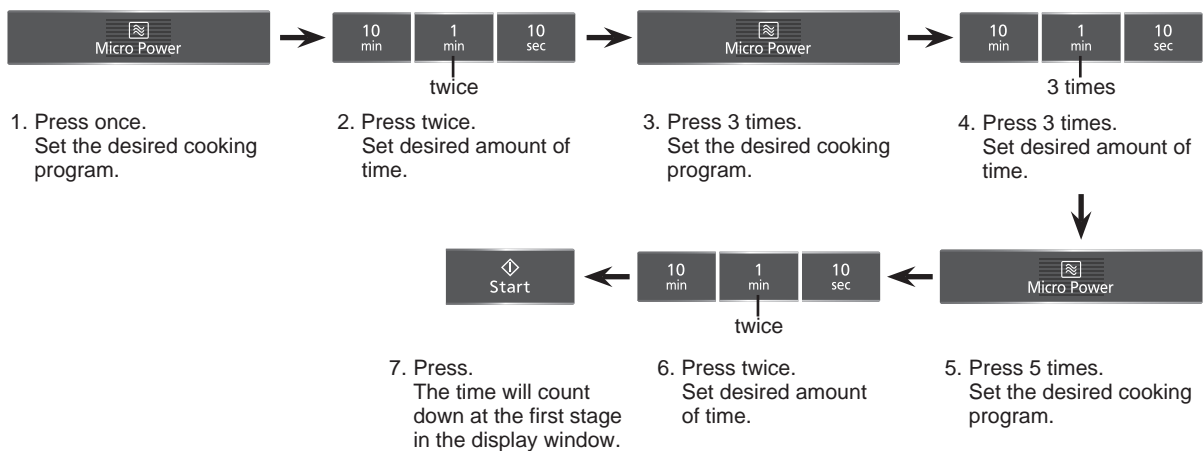 Micro Power
10 min
1 min
10 sec
twice
1. Press once.
Set the desired cooking
program.
2. Press twice.
Set desired amount of
time.
Micro Power
3. Press 3 times.
Set the desired cooking
program.
10 min
1 min
10 sec
3 times
4. Press 3 times.
Set desired amount of
time.
Micro Power
5. Press 5 times.
Set the desired cooking
program.
10 min
1 min
10 sec
twice
6. Press twice.
Set desired amount
of time.
Start
7. Press.
The time will count
down at the first stage
in the display window.